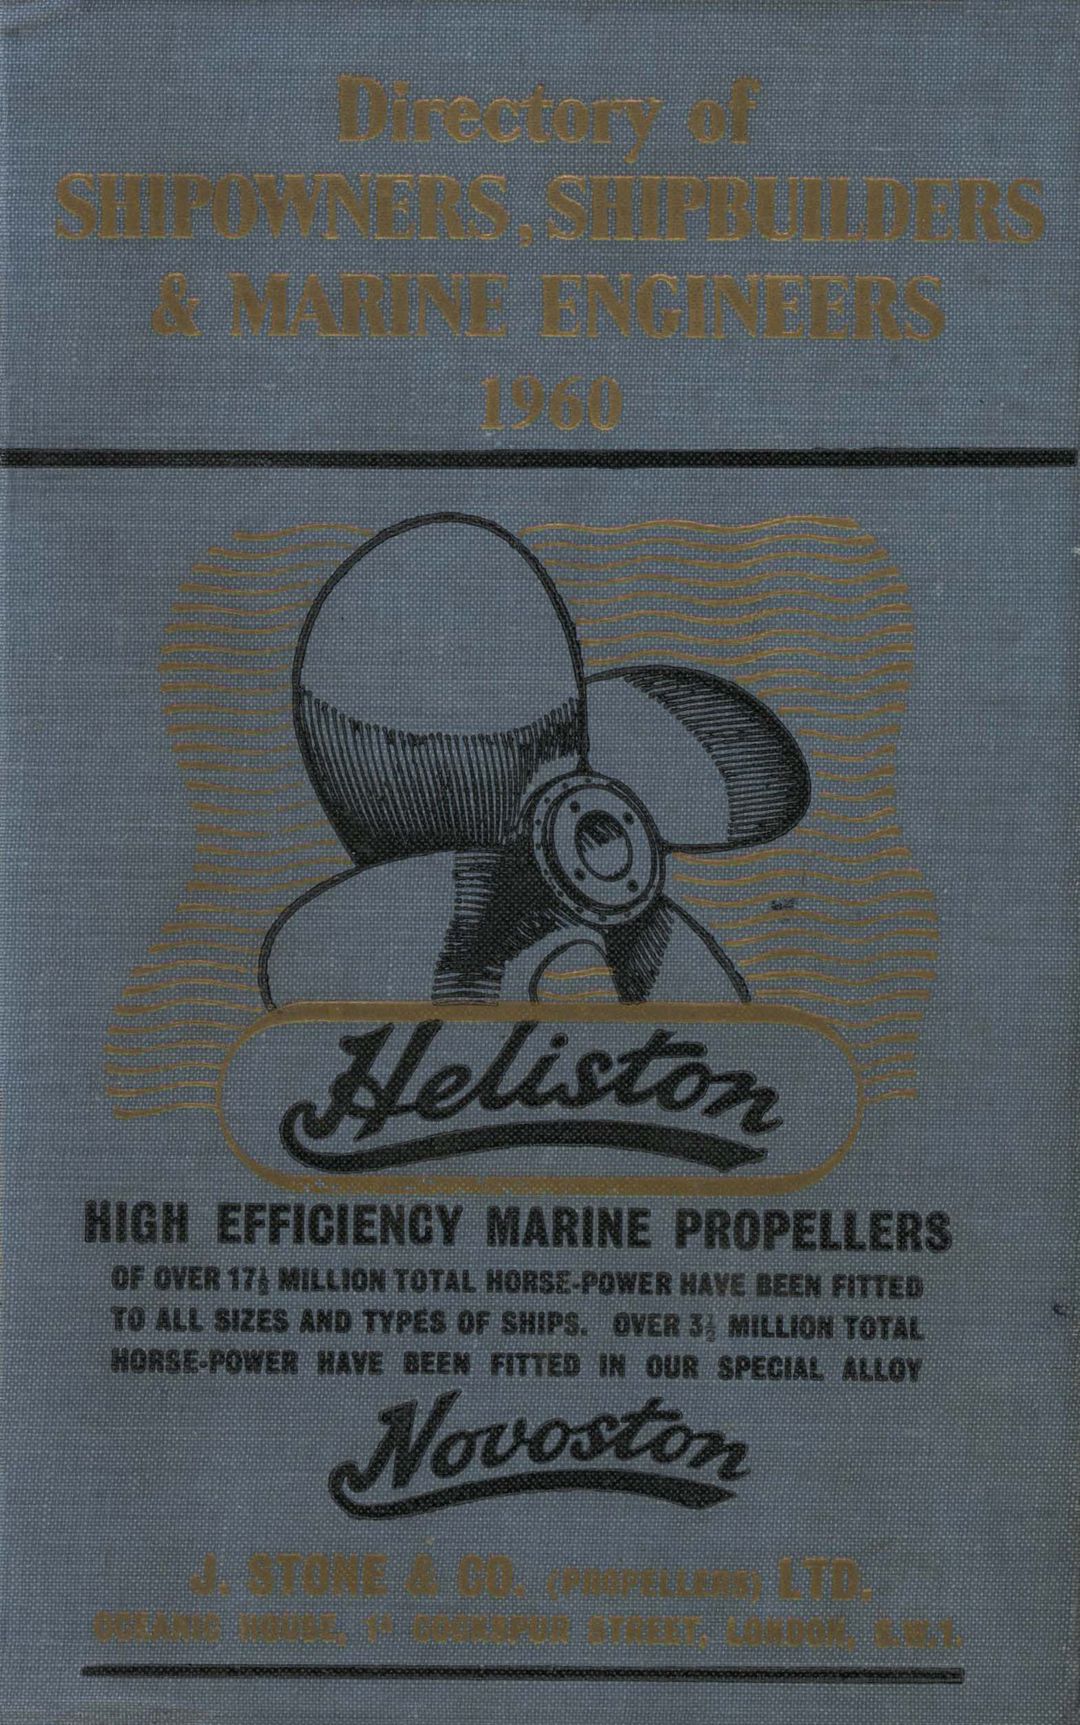 Directory of
SHIPOWNERS, SHIPBUILDERS
& MARINE ENGINEERS
1960
Heliston
HIGH EFFICIENCY MARINE PROPELLERS
OF OVER 17½ MILLION TOTAL HORSE-POWER HAVE BEEN FITTED
TO ALL SIZES AND TYPES OF SHIPS. OVER 3½ MILLION TOTAL
HORSE-POWER HAVE BEEN FITTED IN OUR SPECIAL ALLOY
Novoston
J. STONE & CO. (PROPELLERS) LTD.
OCEANIC HOUSE, COCKSPUR STREET, LONDON, S.W.1.